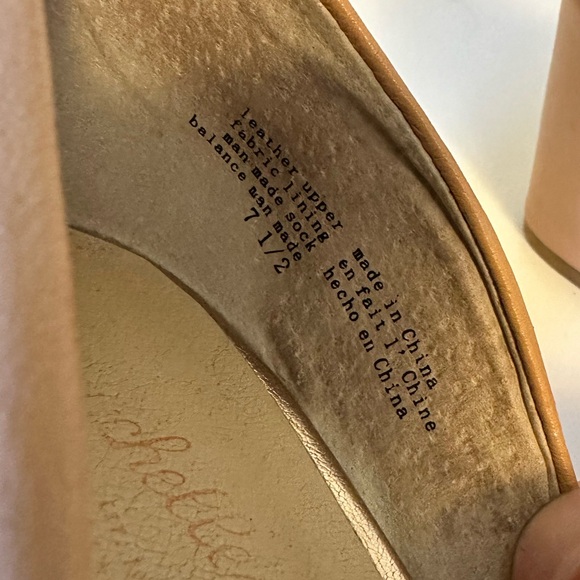 leather upper
fabric lining
man made sock
balance man made
7 1/2
made in China
en fait l, Chine
hecho en China